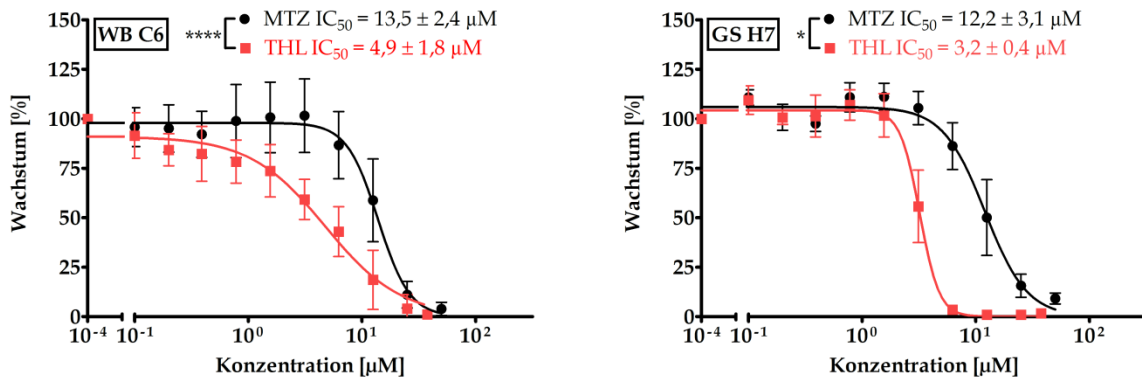 WB C6
****
MTZ IC50 = 13,5 ± 2,4 µM
THL IC50 = 4,9 ± 1,8 µM
150
125
100
75
50
25
0
Wachstum [%]
10-4 10-1 100 101 102
Konzentration [µM]
GS H7
*
MTZ IC50 = 12,2 ± 3,1 µM
THL IC50 = 3,2 ± 0,4 µM
150
125
100
75
50
25
0
Wachstum [%]
10-4 10-1 100 101 102
Konzentration [µM]